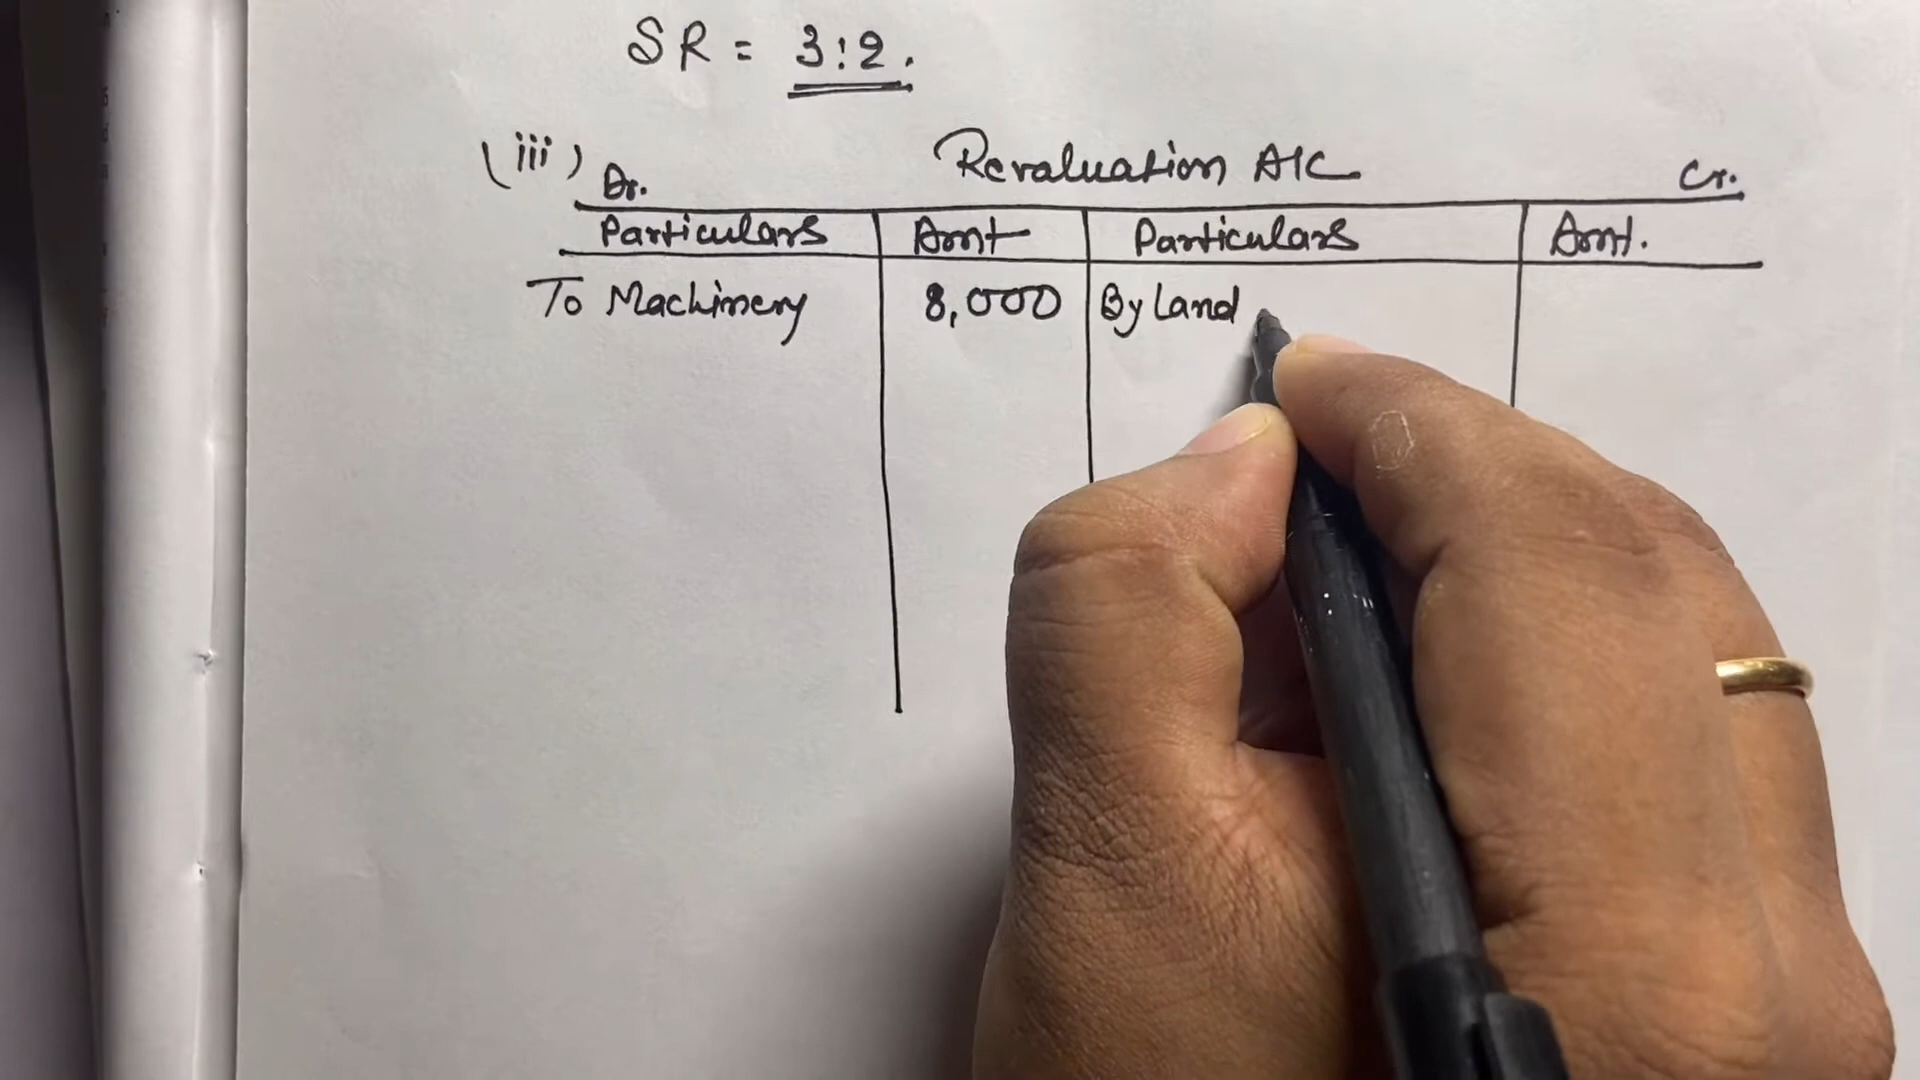 SR = 3:2.
(iii) Dr. Revaluation A/C Cr.
Particulars Amt Particulars Amt.
To Machinery 8,000 By Land